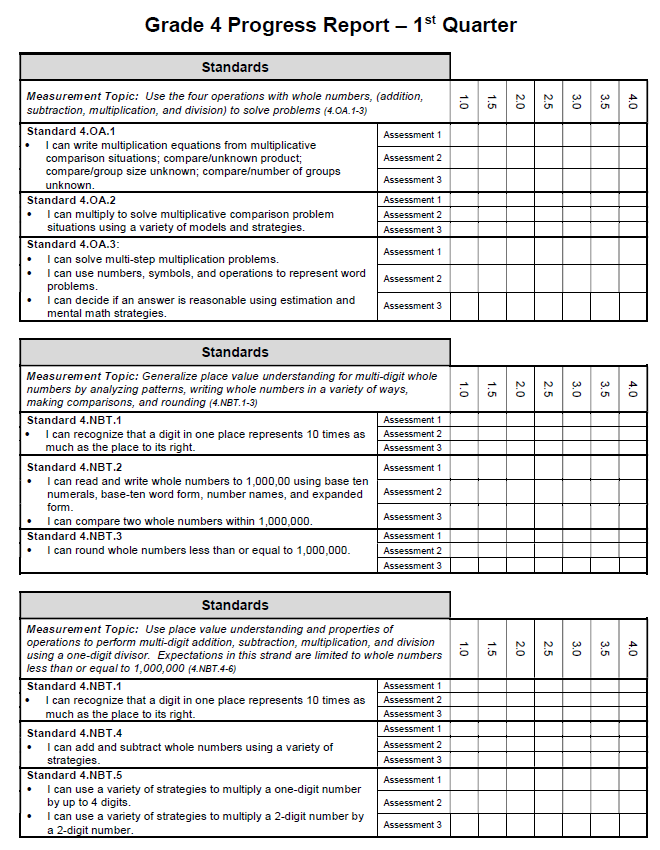 Grade 4 Progress Report – 1st Quarter
Standards
Measurement Topic: Use the four operations with whole numbers, (addition,
subtraction, multiplication, and division) to solve problems (4.OA.1-3)
1.0 1.5 2.0 2.5 3.0 3.5 4.0
Standard 4.OA.1
• I can write multiplication equations from multiplicative
comparison situations; compare/unknown product;
compare/group size unknown; compare/number of groups
unknown.
Assessment 1
Assessment 2
Assessment 3
Standard 4.OA.2
• I can multiply to solve multiplicative comparison problem
situations using a variety of models and strategies.
Assessment 1
Assessment 2
Assessment 3
Standard 4.OA.3:
• I can solve multi-step multiplication problems.
• I can use numbers, symbols, and operations to represent word
problems.
• I can decide if an answer is reasonable using estimation and
mental math strategies.
Assessment 1
Assessment 2
Assessment 3
Standards
Measurement Topic: Generalize place value understanding for multi-digit whole
numbers by analyzing patterns, writing whole numbers in a variety of ways,
making comparisons, and rounding (4.NBT.1-3)
1.0 1.5 2.0 2.5 3.0 3.5 4.0
Standard 4.NBT.1
• I can recognize that a digit in one place represents 10 times as
much as the place to its right.
Assessment 1
Assessment 2
Assessment 3
Standard 4.NBT.2
• I can read and write whole numbers to 1,000,00 using base ten
numerals, base-ten word form, number names, and expanded
form.
• I can compare two whole numbers within 1,000,000.
Assessment 1
Assessment 2
Assessment 3
Standard 4.NBT.3
• I can round whole numbers less than or equal to 1,000,000.
Assessment 1
Assessment 2
Assessment 3
Standards
Measurement Topic: Use place value understanding and properties of
operations to perform multi-digit addition, subtraction, multiplication, and division
using a one-digit divisor. Expectations in this strand are limited to whole numbers
less than or equal to 1,000,000 (4.NBT.4-6)
1.0 1.5 2.0 2.5 3.0 3.5 4.0
Standard 4.NBT.1
• I can recognize that a digit in one place represents 10 times as
much as the place to its right.
Assessment 1
Assessment 2
Assessment 3
Standard 4.NBT.4
• I can add and subtract whole numbers using a variety of
strategies.
Assessment 1
Assessment 2
Assessment 3
Standard 4.NBT.5
• I can use a variety of strategies to multiply a one-digit number
by up to 4 digits.
• I can use a variety of strategies to multiply a 2-digit number by
a 2-digit number.
Assessment 1
Assessment 2
Assessment 3